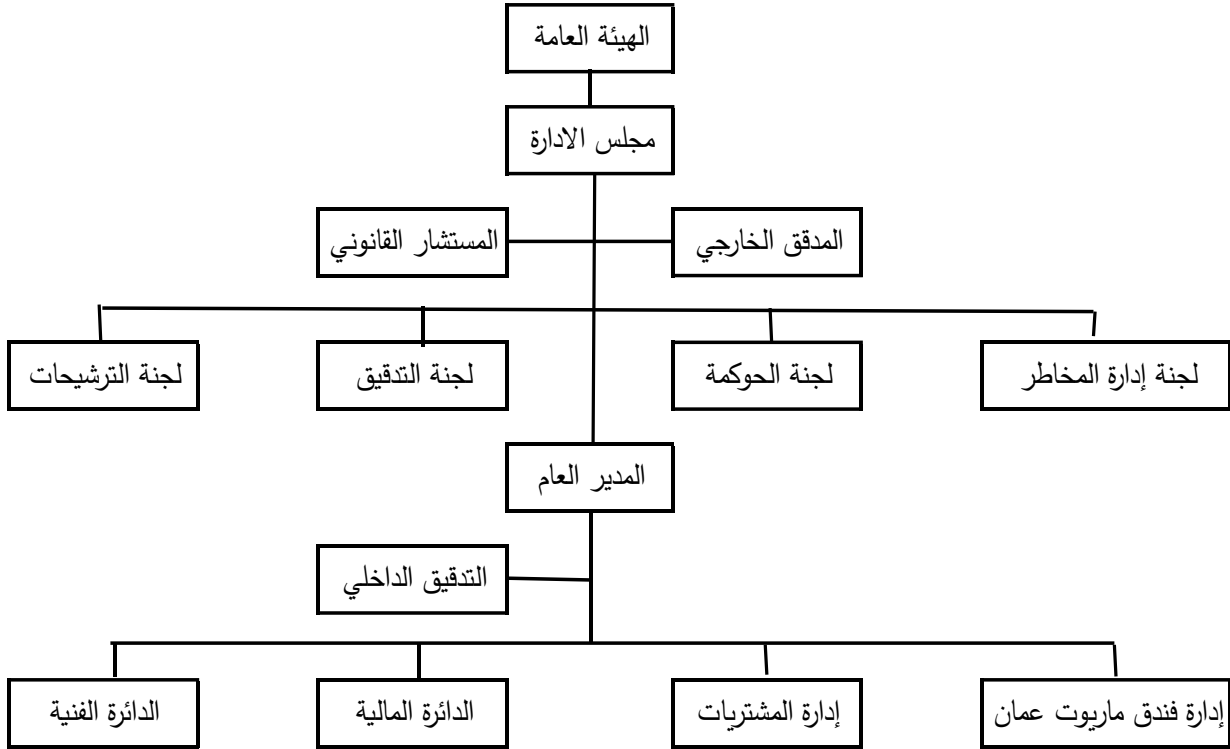 الهيئة العامة
مجلس الادارة
المدقق الخارجي
المستشار القانوني
لجنة إدارة المخاطر
لجنة الحوكمة
لجنة التدقيق
لجنة الترشيحات
المدير العام
التدقيق الداخلي
إدارة فندق ماريوت عمان
إدارة المشتريات
الدائرة المالية
الدائرة الفنية